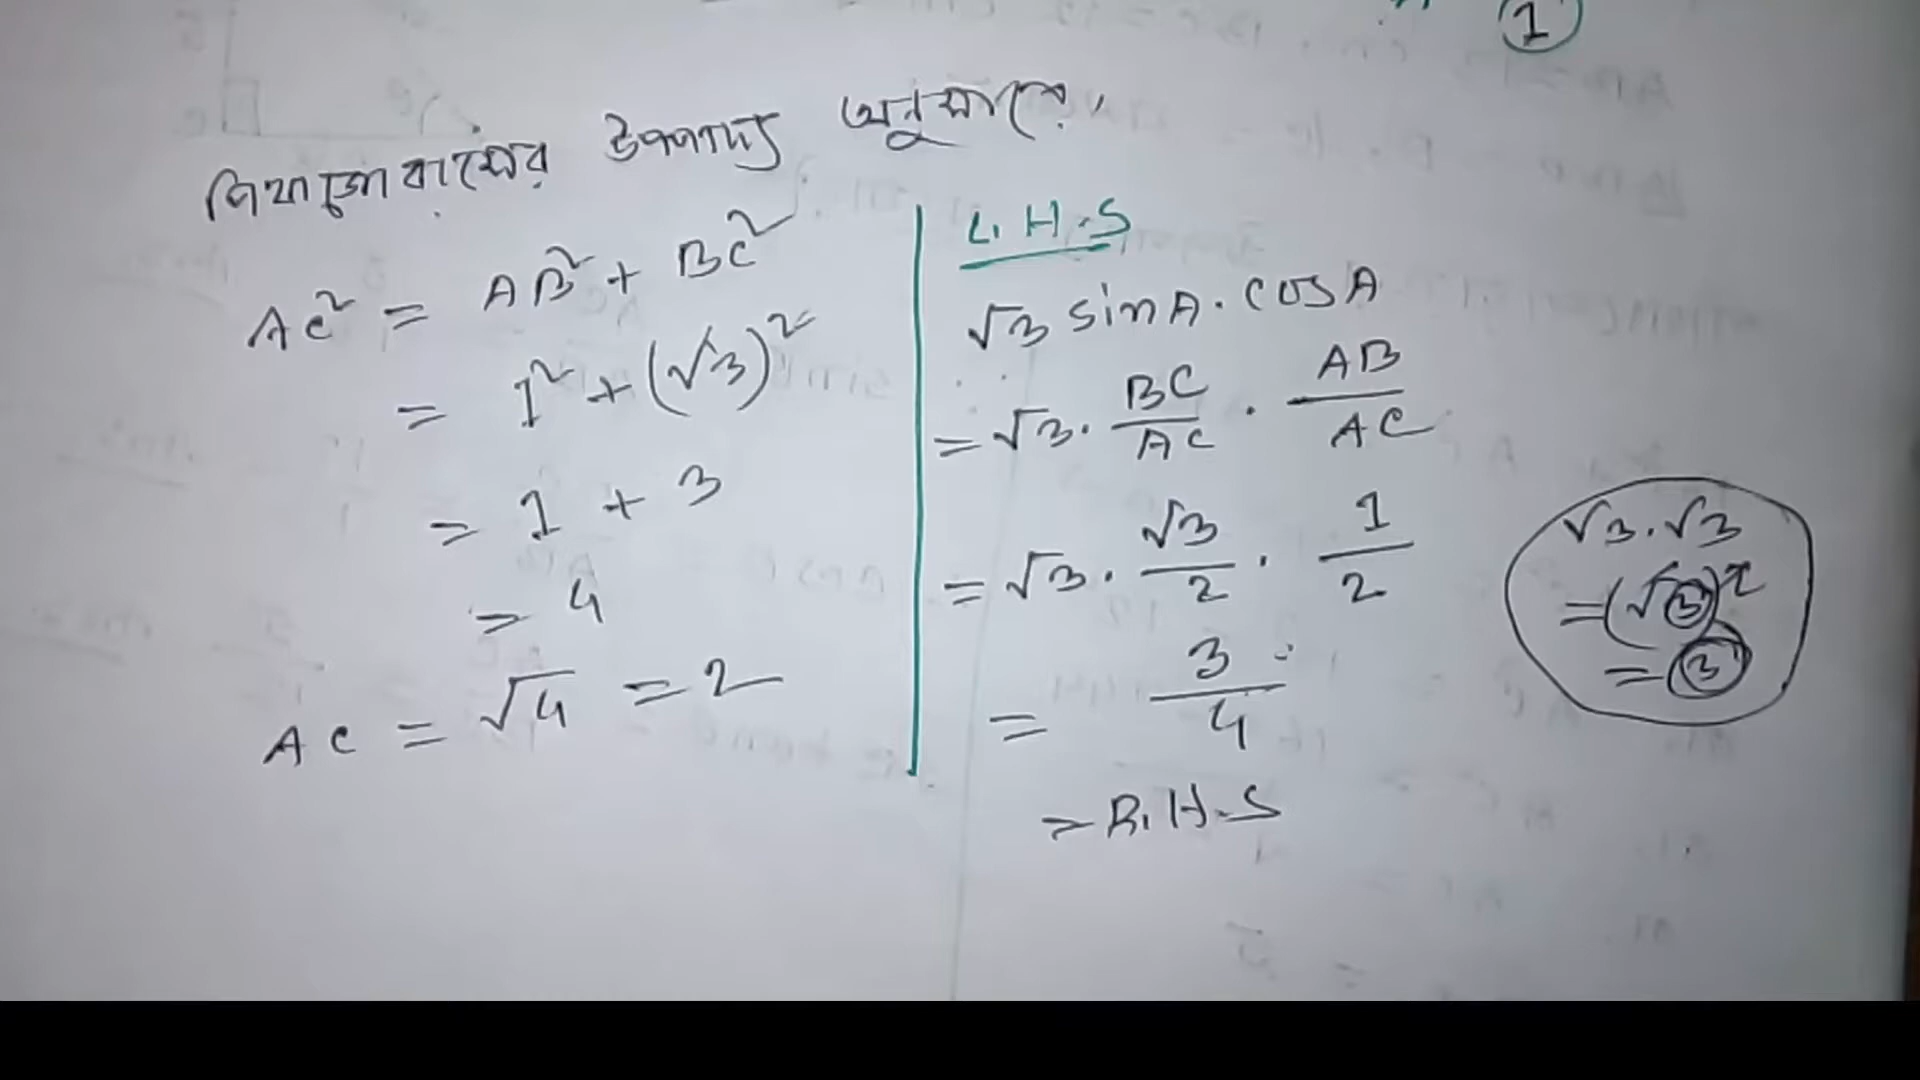 1
পিথাগোরাসের উপপাদ্য অনুসারে,
AC² = AB² + BC²
= 1² + (√3)²
= 1 + 3
= 4
AC = √4 = 2
L.H.S
√3 sinA . cosA
= √3 . BC/AC . AB/AC
= √3 . √3/2 . 1/2
= 3/4
= R.H.S
√3 . √3
= (√3)²
= 3